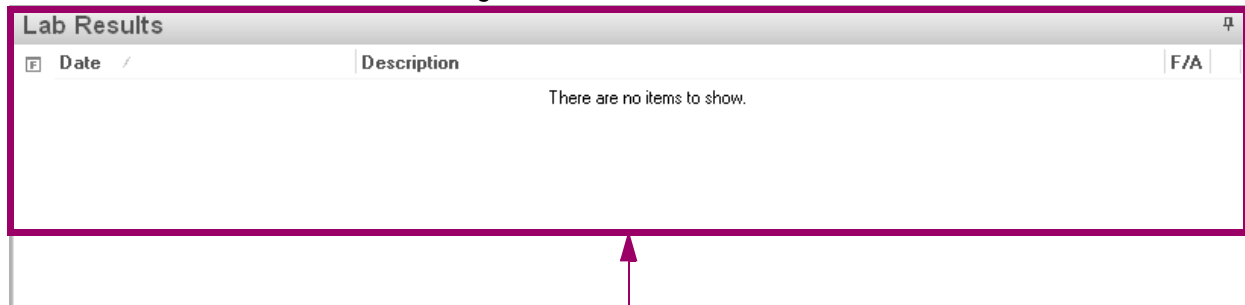 Lab Results
F Date Description F/A
There are no items to show.